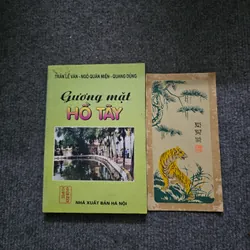 TRẦN LÊ VĂN - NGÔ QUÂN MIỆN - QUANG DŨNG
Gương mặt
HỒ TÂY
NHÀ XUẤT BẢN HÀ NỘI